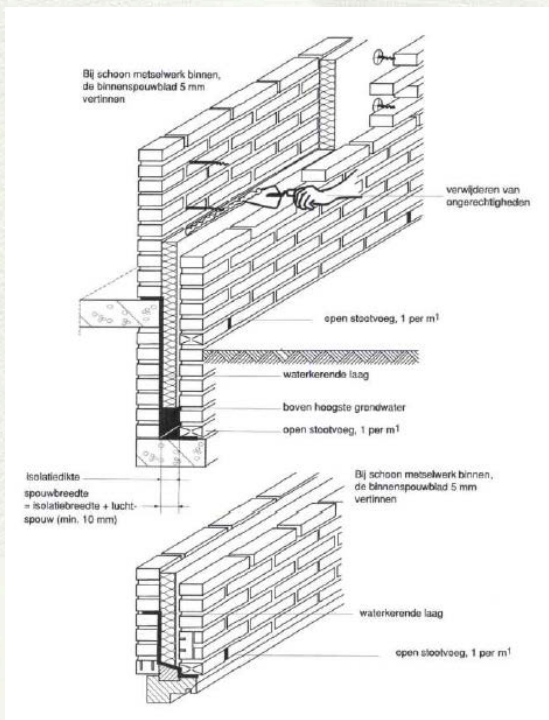 Bij schoon metselwerk binnen,
de binnenspouwblad 5 mm
vertinnen
verwijderen van
ongerechtigheden
open stootvoeg, 1 per m1
waterkerende laag
boven hoogste grondwater
open stootvoeg, 1 per m1
isolatiedikte
spouwbreedte
= isolatiebreedte + lucht-
spouw (min. 10 mm)
Bij schoon metselwerk binnen,
de binnenspouwblad 5 mm
vertinnen
waterkerende laag
open stootvoeg, 1 per m1